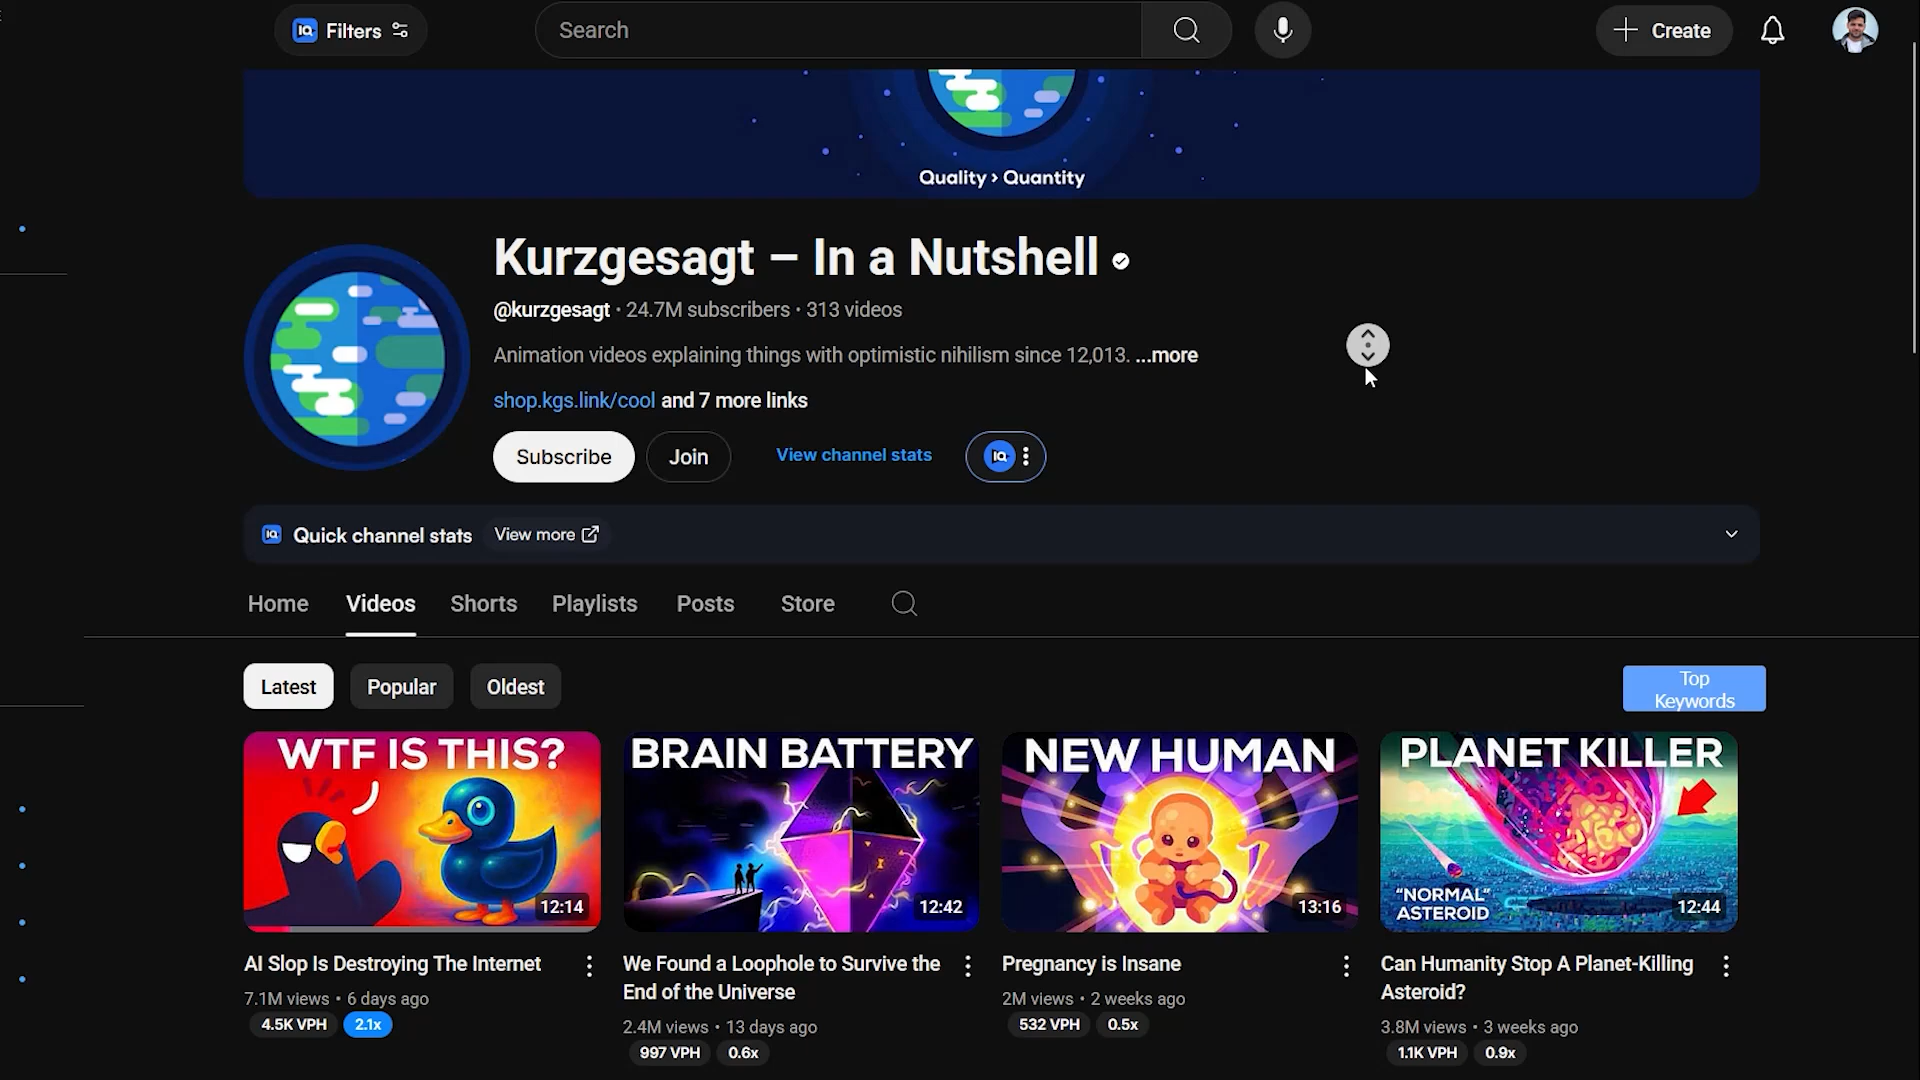 IQ Filters
Search
Create
Quality > Quantity
Kurzgesagt – In a Nutshell
@kurzgesagt · 24.7M subscribers · 313 videos
Animation videos explaining things with optimistic nihilism since 12,013. ...more
shop.kgs.link/cool and 7 more links
Subscribe
Join
View channel stats
IQ
IQ Quick channel stats
View more
Home
Videos
Shorts
Playlists
Posts
Store
Latest
Popular
Oldest
Top
Keywords
WTF IS THIS?
12:14
BRAIN BATTERY
12:42
NEW HUMAN
13:16
PLANET KILLER
"NORMAL"
ASTEROID
12:44
AI Slop Is Destroying The Internet
7.1M views • 6 days ago
4.5K VPH
2.1x
We Found a Loophole to Survive the
End of the Universe
2.4M views • 13 days ago
997 VPH
0.6x
Pregnancy is Insane
2M views • 2 weeks ago
532 VPH
0.5x
Can Humanity Stop A Planet-Killing
Asteroid?
3.8M views • 3 weeks ago
1.1K VPH
0.9x